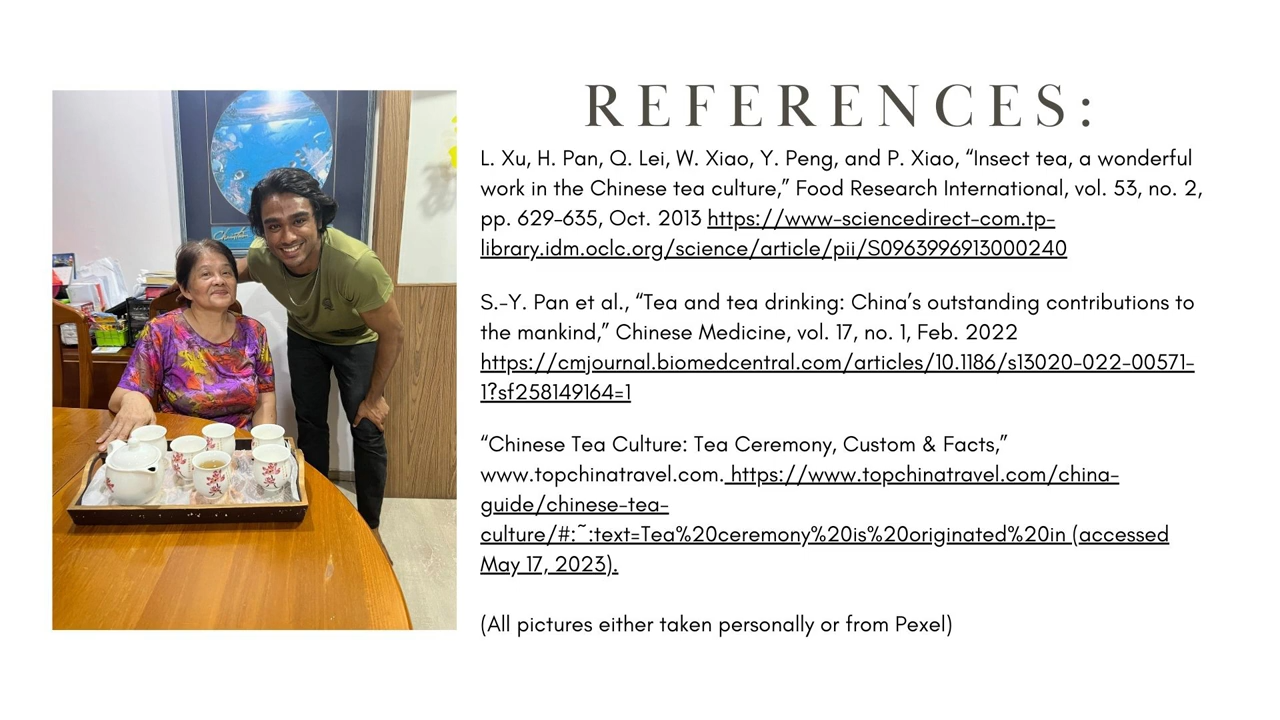 REFERENCES:
L. Xu, H. Pan, Q. Lei, W. Xiao, Y. Peng, and P. Xiao, “Insect tea, a wonderful
work in the Chinese tea culture,” Food Research International, vol. 53, no. 2,
pp. 629-635, Oct. 2013 https://www-sciencedirect-com.tp-
library.idm.oclc.org/science/article/pii/S0963996913000240
S.-Y. Pan et al., “Tea and tea drinking: China’s outstanding contributions to
the mankind,” Chinese Medicine, vol. 17, no. 1, Feb. 2022
https://cmjournal.biomedcentral.com/articles/10.1186/s13020-022-00571-
1?sf258149164=1
“Chinese Tea Culture: Tea Ceremony, Custom & Facts,”
www.topchinatravel.com. https://www.topchinatravel.com/china-
guide/chinese-tea-
culture/#:~:text=Tea%20ceremony%20is%20originated%20in (accessed
May 17, 2023).
(All pictures either taken personally or from Pexel)